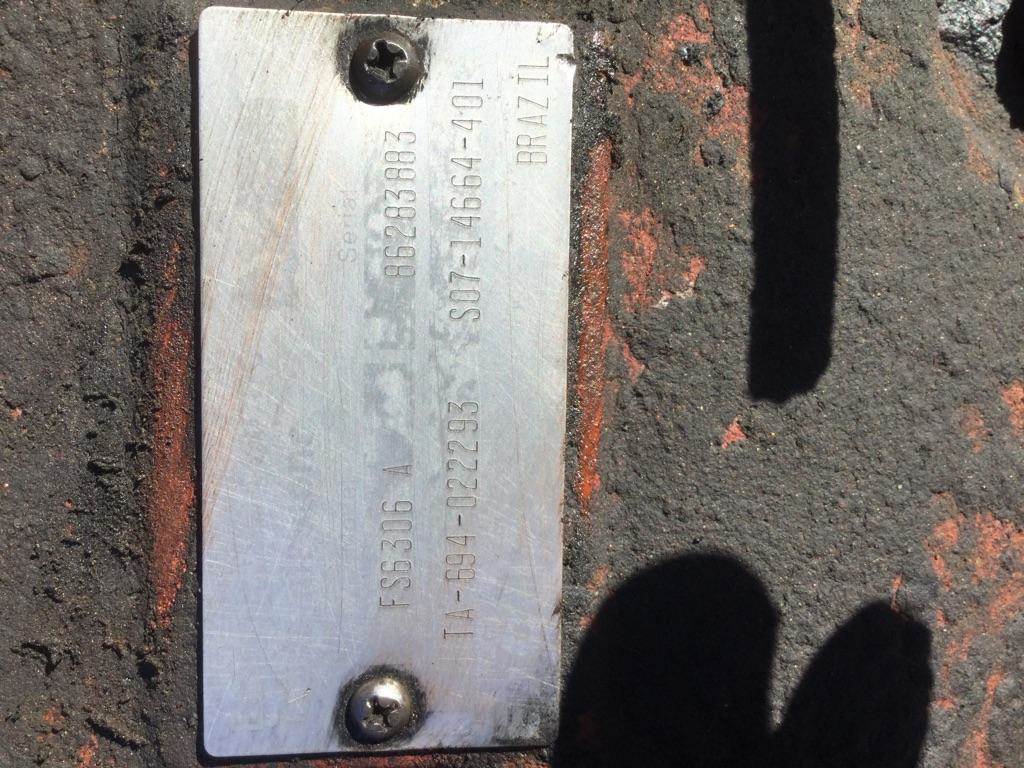 Serial
FS6306 A 86283883
TA-694-022293 S07-14664-401
BRAZIL